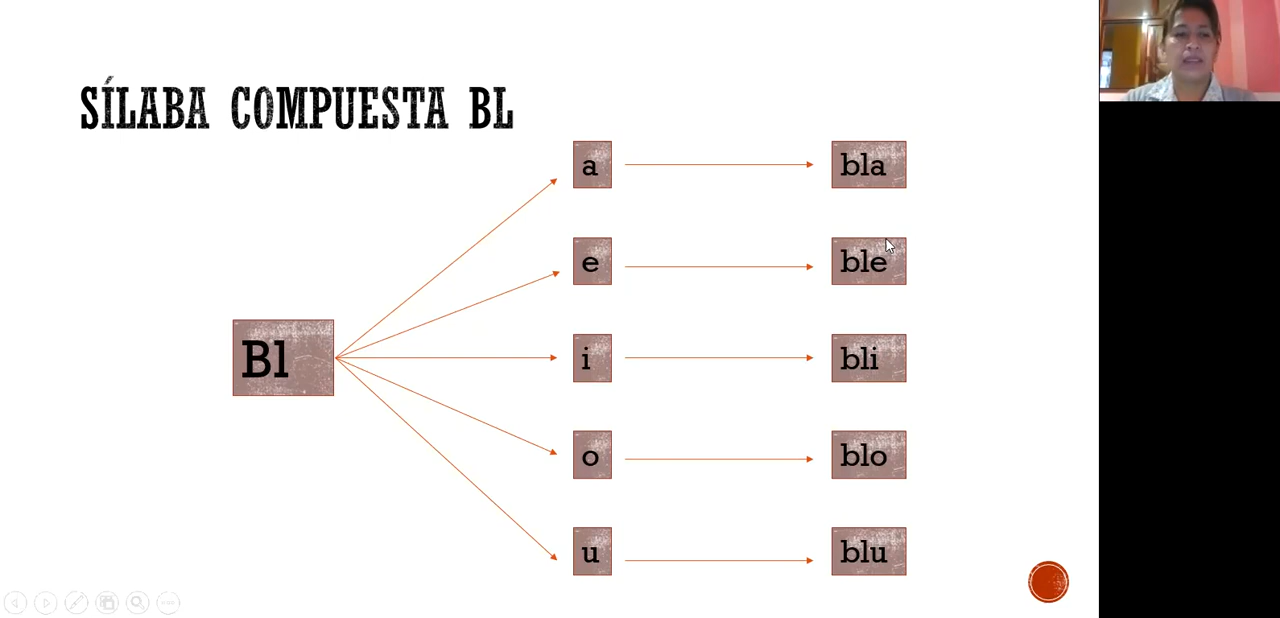 SÍLABA COMPUESTA BL
a bla
e ble
Bl i bli
o blo
u blu